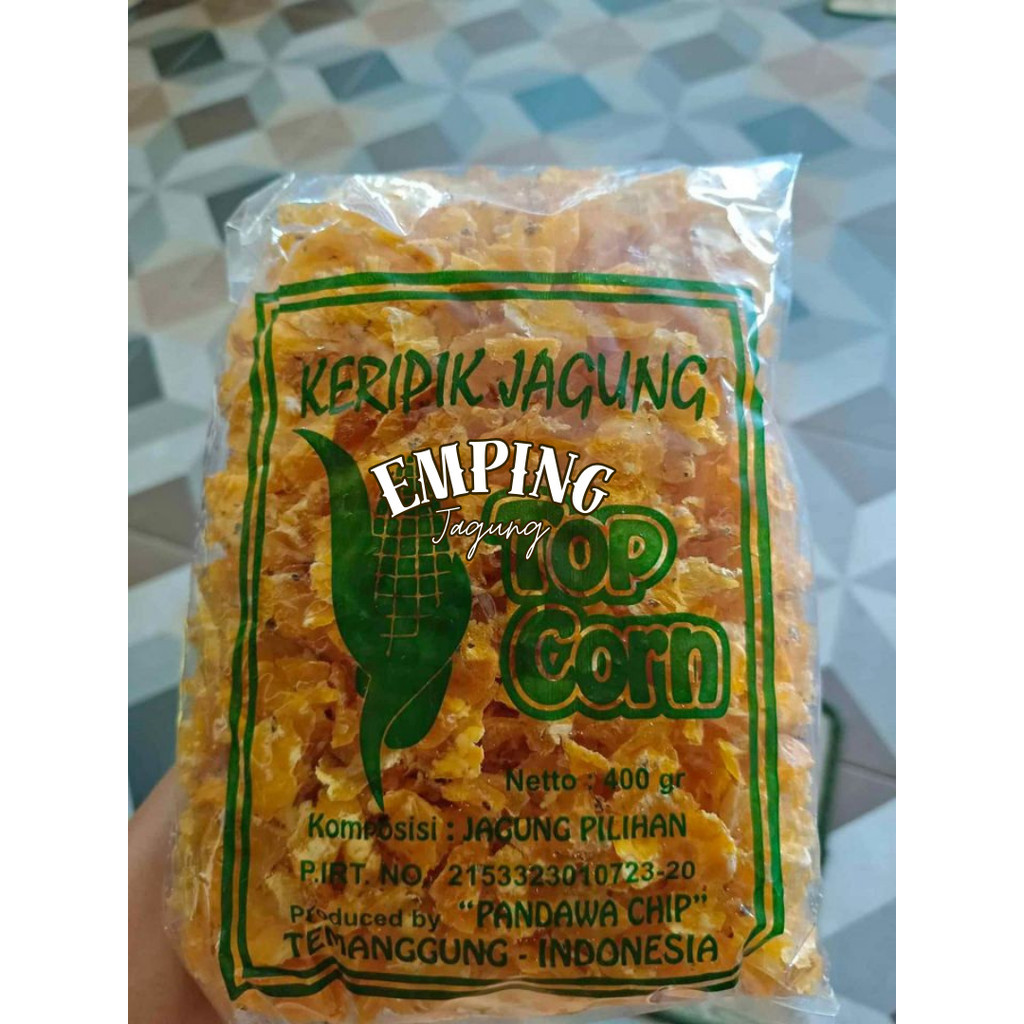 KERIPIK JAGUNG
EMPING
Jagung
TOP
Corn
Netto : 400 gr
Komposisi : JAGUNG PILIHAN
P.IRT. NO. 2153323010723-20
Produced by "PANDAWA CHIP"
TEMANGGUNG - INDONESIA